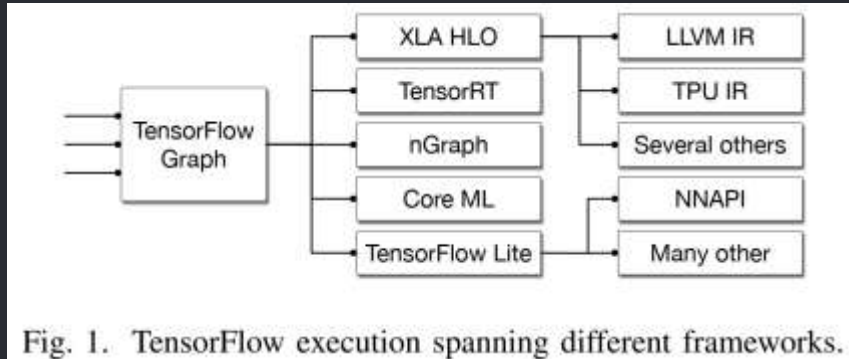 XLA HLO
LLVM IR
TensorRT
TPU IR
TensorFlow
Graph
nGraph
Several others
Core ML
NNAPI
TensorFlow Lite
Many other
Fig. 1. TensorFlow execution spanning different frameworks.